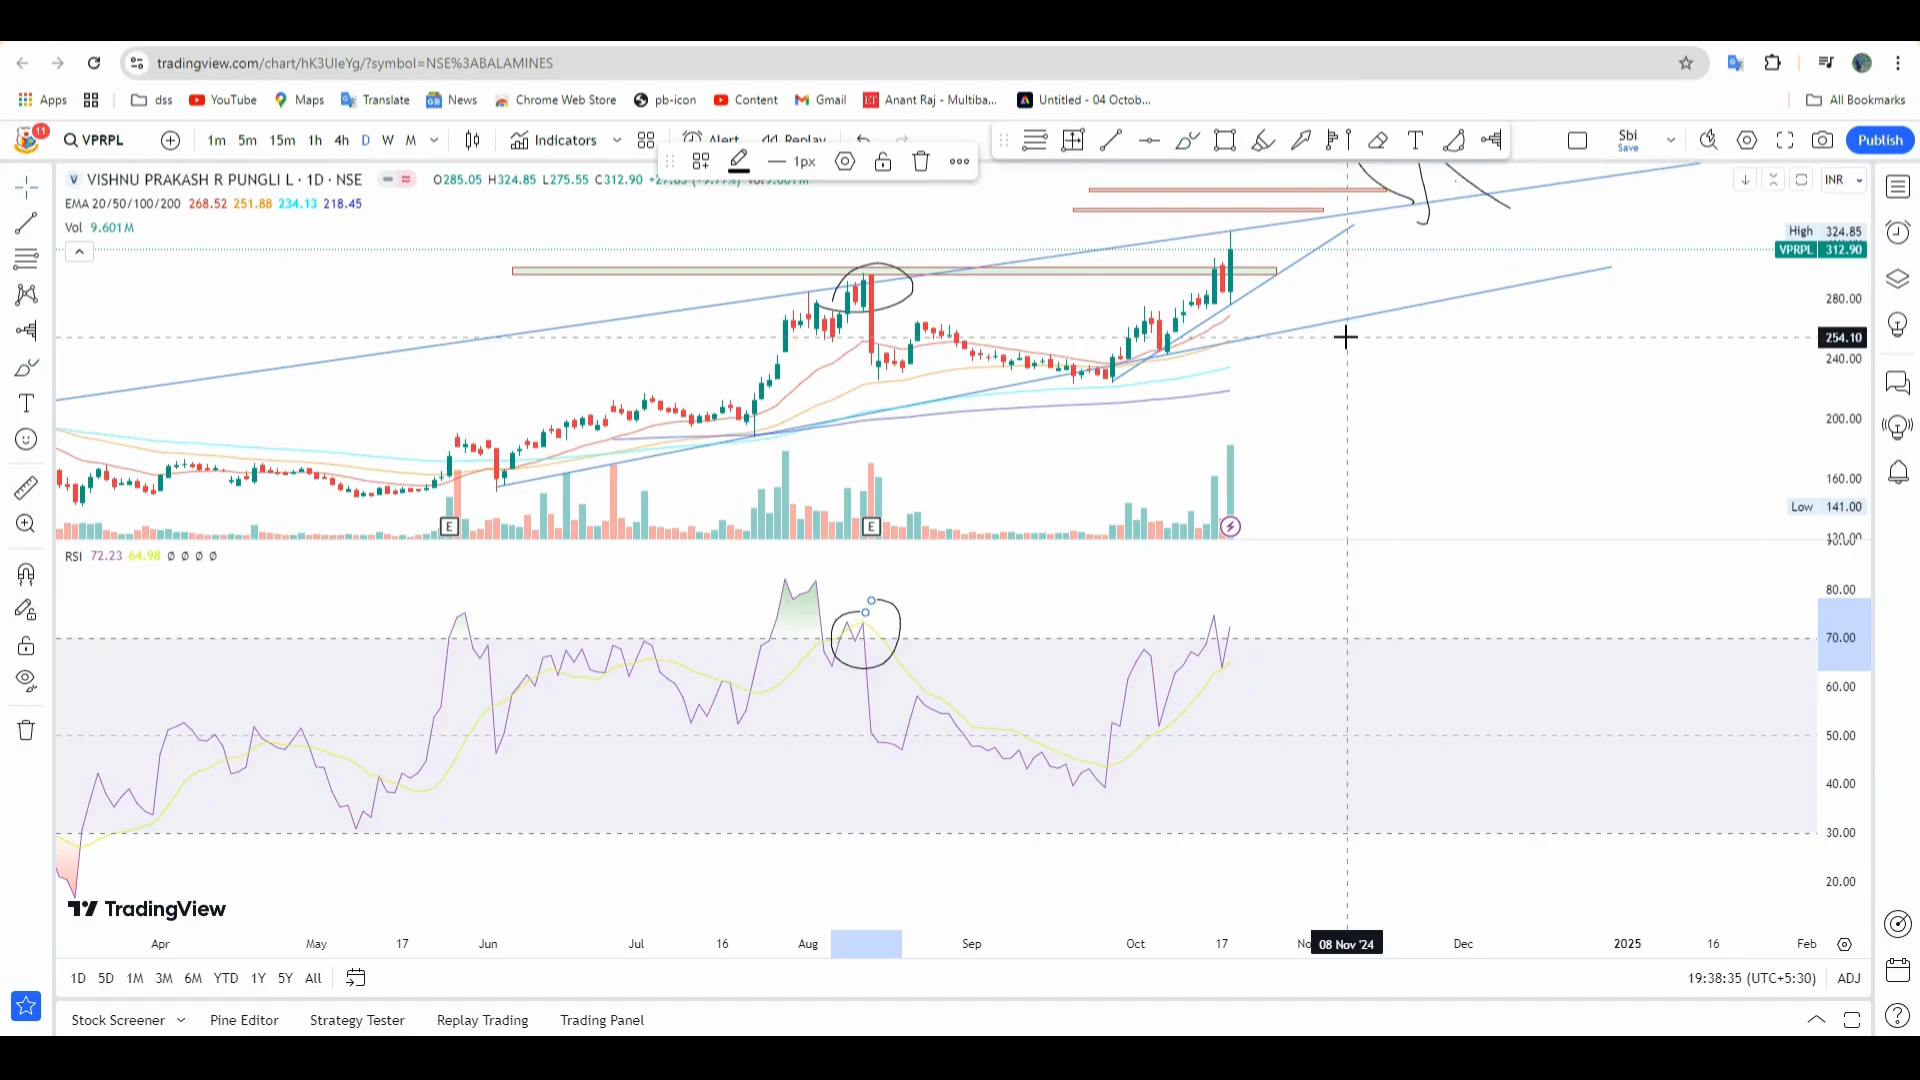 tradingview.com/chart/hK3UIeYg/?symbol=NSE%3ABALAMINES
Apps dss YouTube Maps Translate News Chrome Web Store pb-icon Content Gmail Anant Raj - Multiba... Untitled - 04 Octob... All Bookmarks
11 VPRPL 1m 5m 15m 1h 4h D W M Indicators Alert Replay Sbi Save Publish
1px
VISHNU PRAKASH R PUNGLI L · 1D · NSE O285.05 H324.85 L275.55 C312.90
INR
EMA 20/50/100/200 268.52 251.88 234.13 218.45
Vol 9.601M
High 324.85
VPRPL 312.90
280.00
254.10
240.00
200.00
160.00
Low 141.00
E E
RSI 72.23 64.98 Ø Ø Ø Ø
80.00
70.00
60.00
50.00
40.00
30.00
20.00
TradingView
Apr May 17 Jun Jul 16 Aug Sep Oct 17 08 Nov '24 Dec 2025 16 Feb
1D 5D 1M 3M 6M YTD 1Y 5Y All 19:38:35 (UTC+5:30) ADJ
Stock Screener Pine Editor Strategy Tester Replay Trading Trading Panel